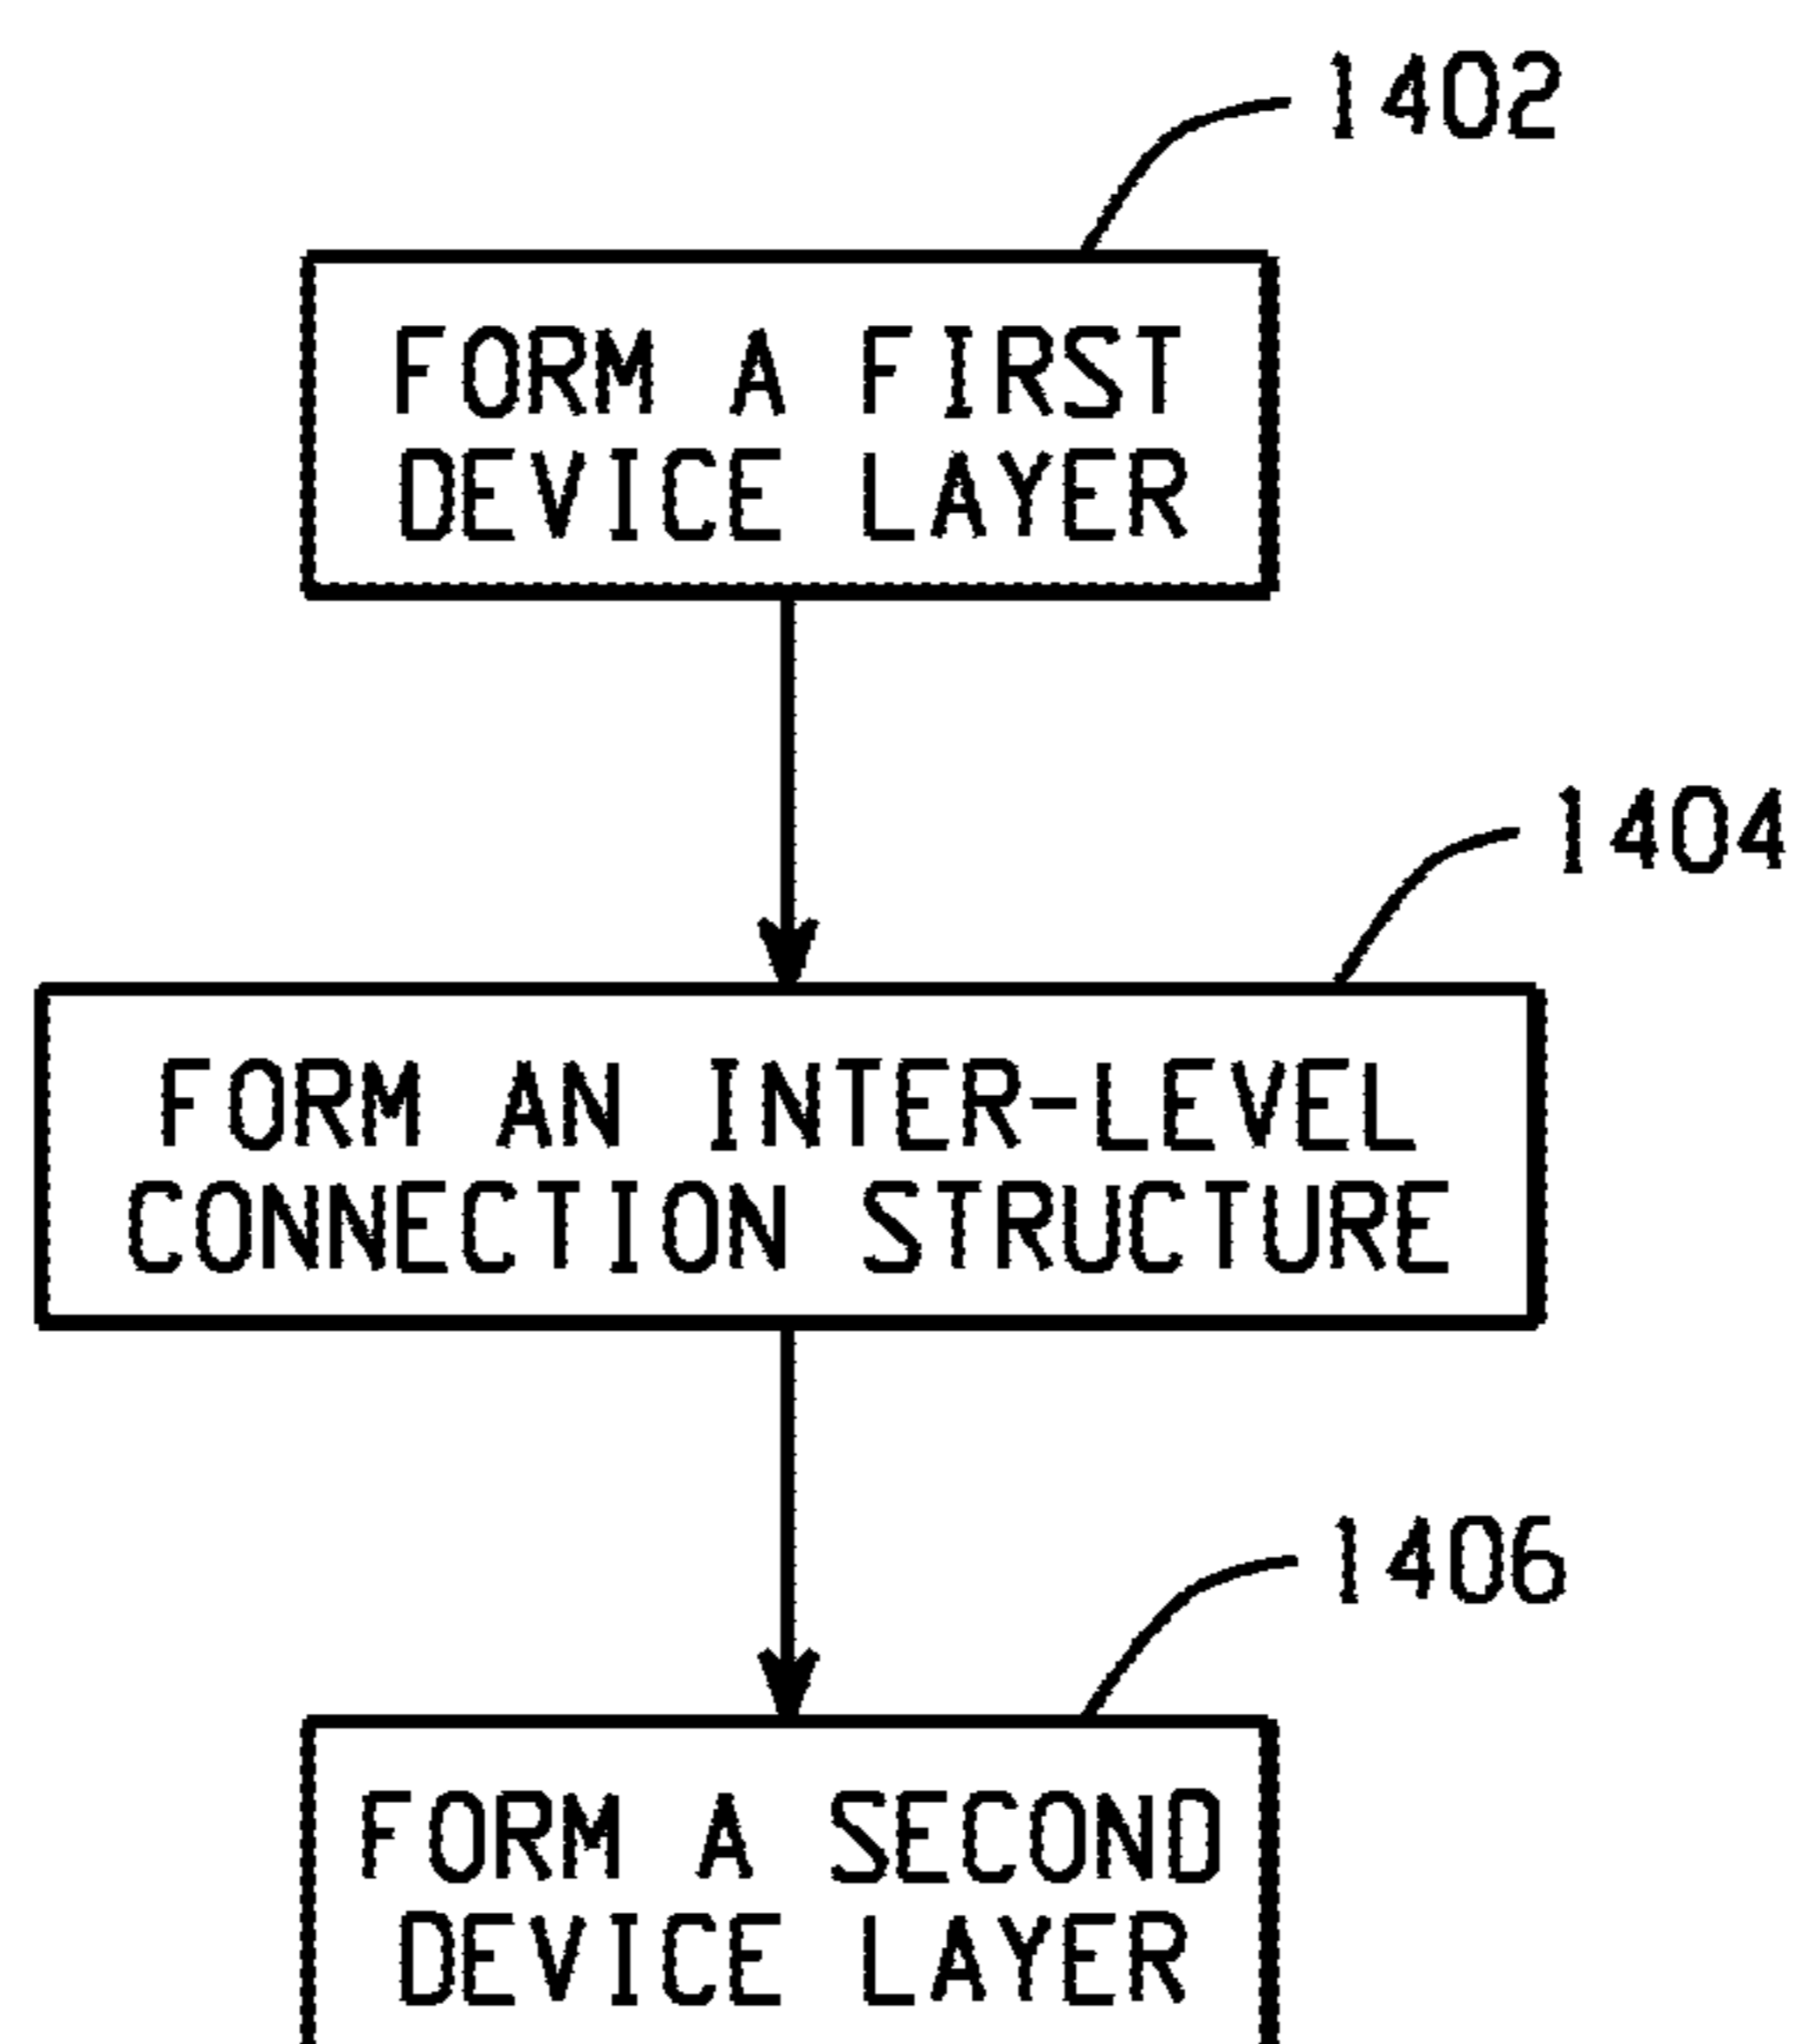 1402
FORM A FIRST
DEVICE LAYER
1404
FORM AN INTER-LEVEL
CONNECTION STRUCTURE
1406
FORM A SECOND
DEVICE LAYER